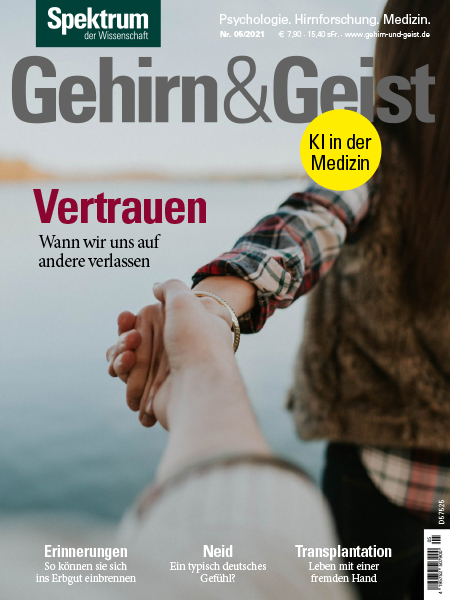 Spektrum
der Wissenschaft
Psychologie. Hirnforschung. Medizin.
Nr. 05/2021 € 7,90 · 15,40 sFr. · www.gehirn-und-geist.de
Gehirn&Geist
KI in der
Medizin
Vertrauen
Wann wir uns auf
andere verlassen
Erinnerungen
So können sie sich
ins Erbgut einbrennen
Neid
Ein typisch deutsches
Gefühl?
Transplantation
Leben mit einer
fremden Hand
D57525
05